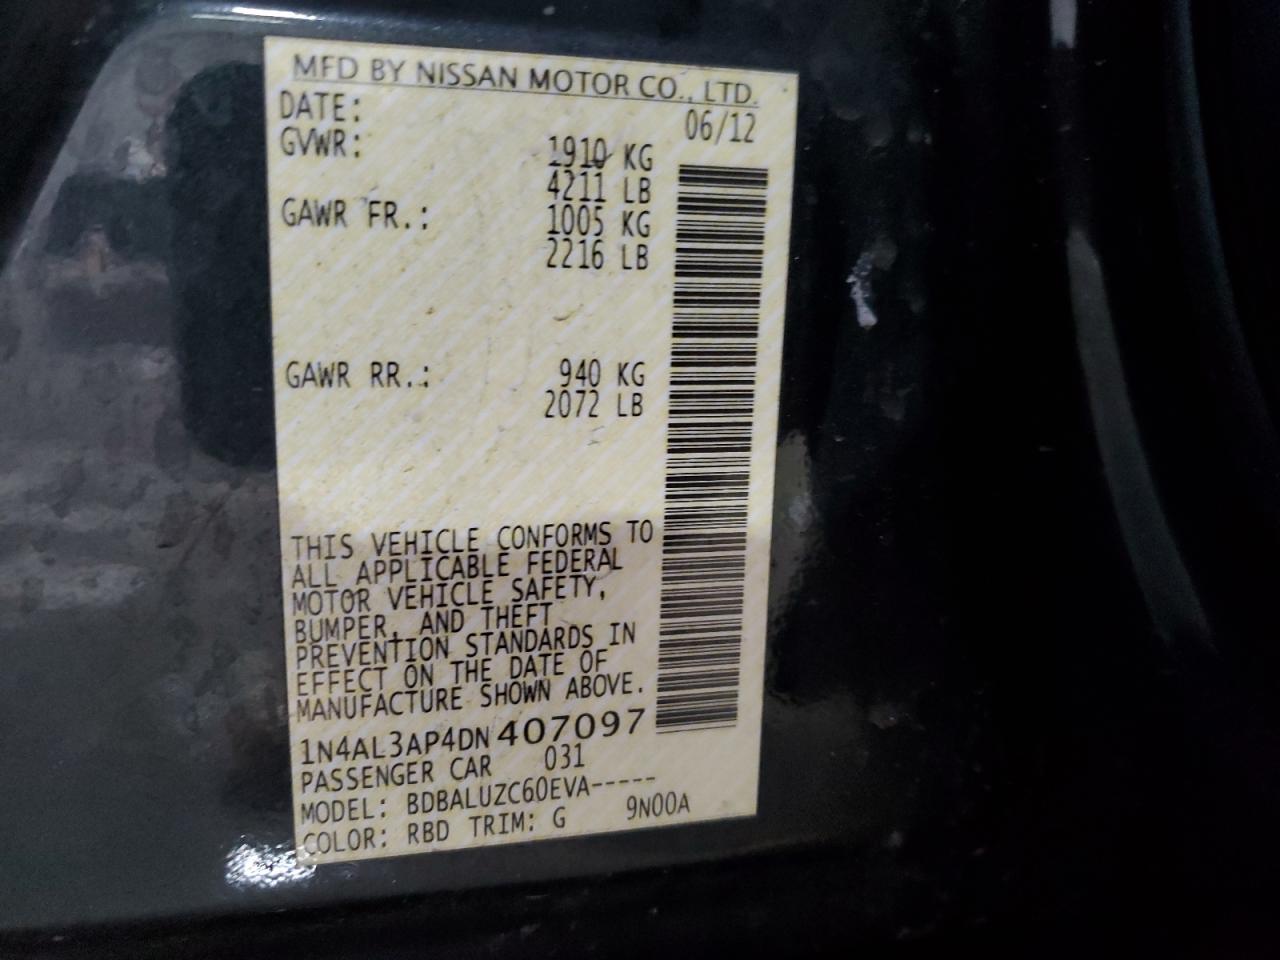 MFD BY NISSAN MOTOR CO., LTD.
DATE: 06/12
GVWR: 1910 KG
4211 LB
GAWR FR.: 1005 KG
2216 LB
GAWR RR.: 940 KG
2072 LB
THIS VEHICLE CONFORMS TO
ALL APPLICABLE FEDERAL
MOTOR VEHICLE SAFETY,
BUMPER, AND THEFT
PREVENTION STANDARDS IN
EFFECT ON THE DATE OF
MANUFACTURE SHOWN ABOVE.
1N4AL3AP4DN407097
PASSENGER CAR 031
MODEL: BDBALUZC60EVA-----
COLOR: RBD TRIM: G 9N00A